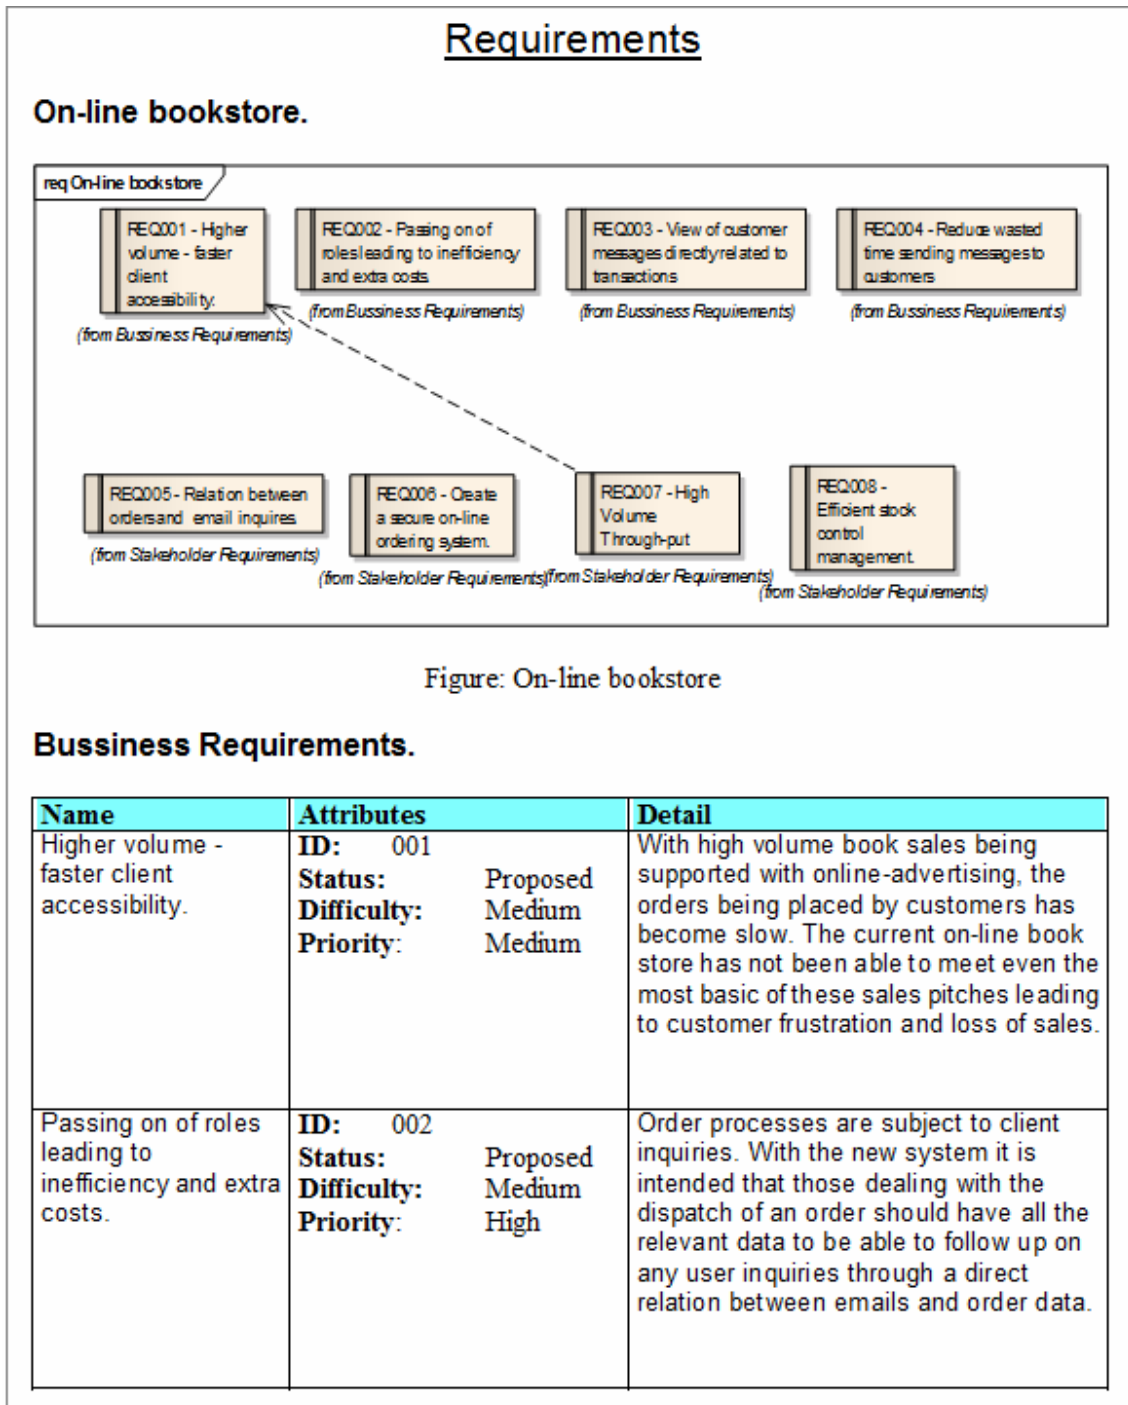 Requirements
On-line bookstore.
req On-line bookstore
REQ001 - Higher
volume - faster
client
accessibility.
(from Bussiness Requirements)
REQ002 - Passing on of
roles leading to inefficiency
and extra costs.
(from Bussiness Requirements)
REQ003 - View of customer
messages directly related to
transactions
(from Bussiness Requirements)
REQ004 - Reduce wasted
time sending messages to
customers
(from Bussiness Requirements)
REQ005 - Relation between
orders and email inquires.
(from Stakeholder Requirements)
REQ006 - Create
a secure on-line
ordering system.
(from Stakeholder Requirements)
REQ007 - High
Volume
Through-put
(from Stakeholder Requirements)
REQ008 -
Efficient stock
control
management.
(from Stakeholder Requirements)
Figure: On-line bookstore
Bussiness Requirements.
Name Attributes Detail
Higher volume -
faster client
accessibility.
ID: 001
Status: Proposed
Difficulty: Medium
Priority: Medium
With high volume book sales being
supported with online-advertising, the
orders being placed by customers has
become slow. The current on-line book
store has not been able to meet even the
most basic of these sales pitches leading
to customer frustration and loss of sales.
Passing on of roles
leading to
inefficiency and extra
costs.
ID: 002
Status: Proposed
Difficulty: Medium
Priority: High
Order processes are subject to client
inquiries. With the new system it is
intended that those dealing with the
dispatch of an order should have all the
relevant data to be able to follow up on
any user inquiries through a direct
relation between emails and order data.